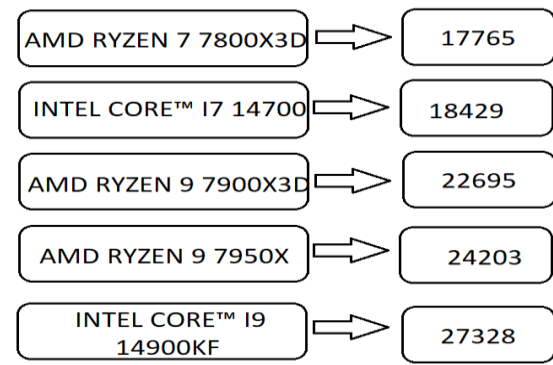 AMD RYZEN 7 7800X3D 17765
INTEL CORE™ I7 14700 18429
AMD RYZEN 9 7900X3D 22695
AMD RYZEN 9 7950X 24203
INTEL CORE™ I9
14900KF 27328